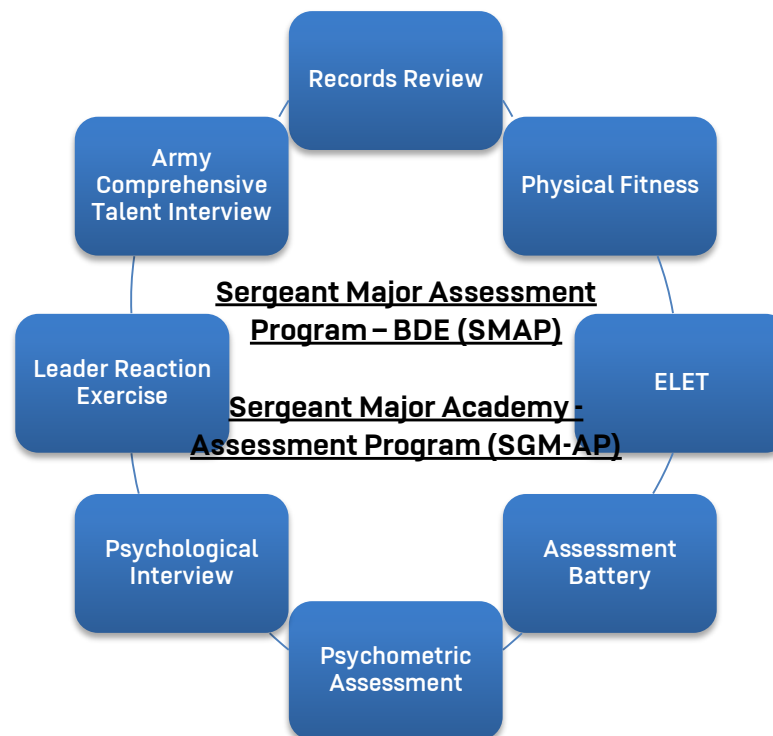 Records Review
Physical Fitness
ELET
Assessment
Battery
Psychometric
Assessment
Psychological
Interview
Leader Reaction
Exercise
Army
Comprehensive
Talent Interview
Sergeant Major Assessment
Program – BDE (SMAP)
Sergeant Major Academy -
Assessment Program (SGM-AP)